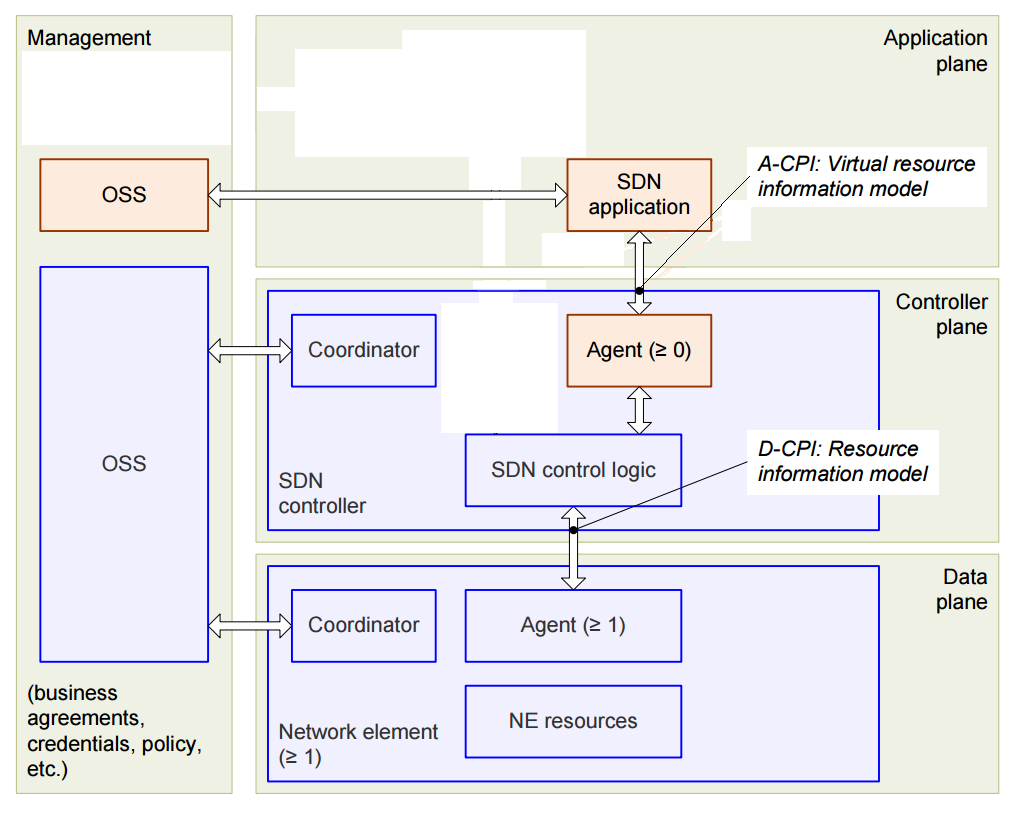 Management
OSS
OSS
(business
agreements,
credentials, policy,
etc.)
Application
plane
SDN
application
A-CPI: Virtual resource
information model
Controller
plane
Coordinator
Agent (≥ 0)
SDN control logic
SDN
controller
D-CPI: Resource
information model
Data
plane
Coordinator
Agent (≥ 1)
NE resources
Network element
(≥ 1)